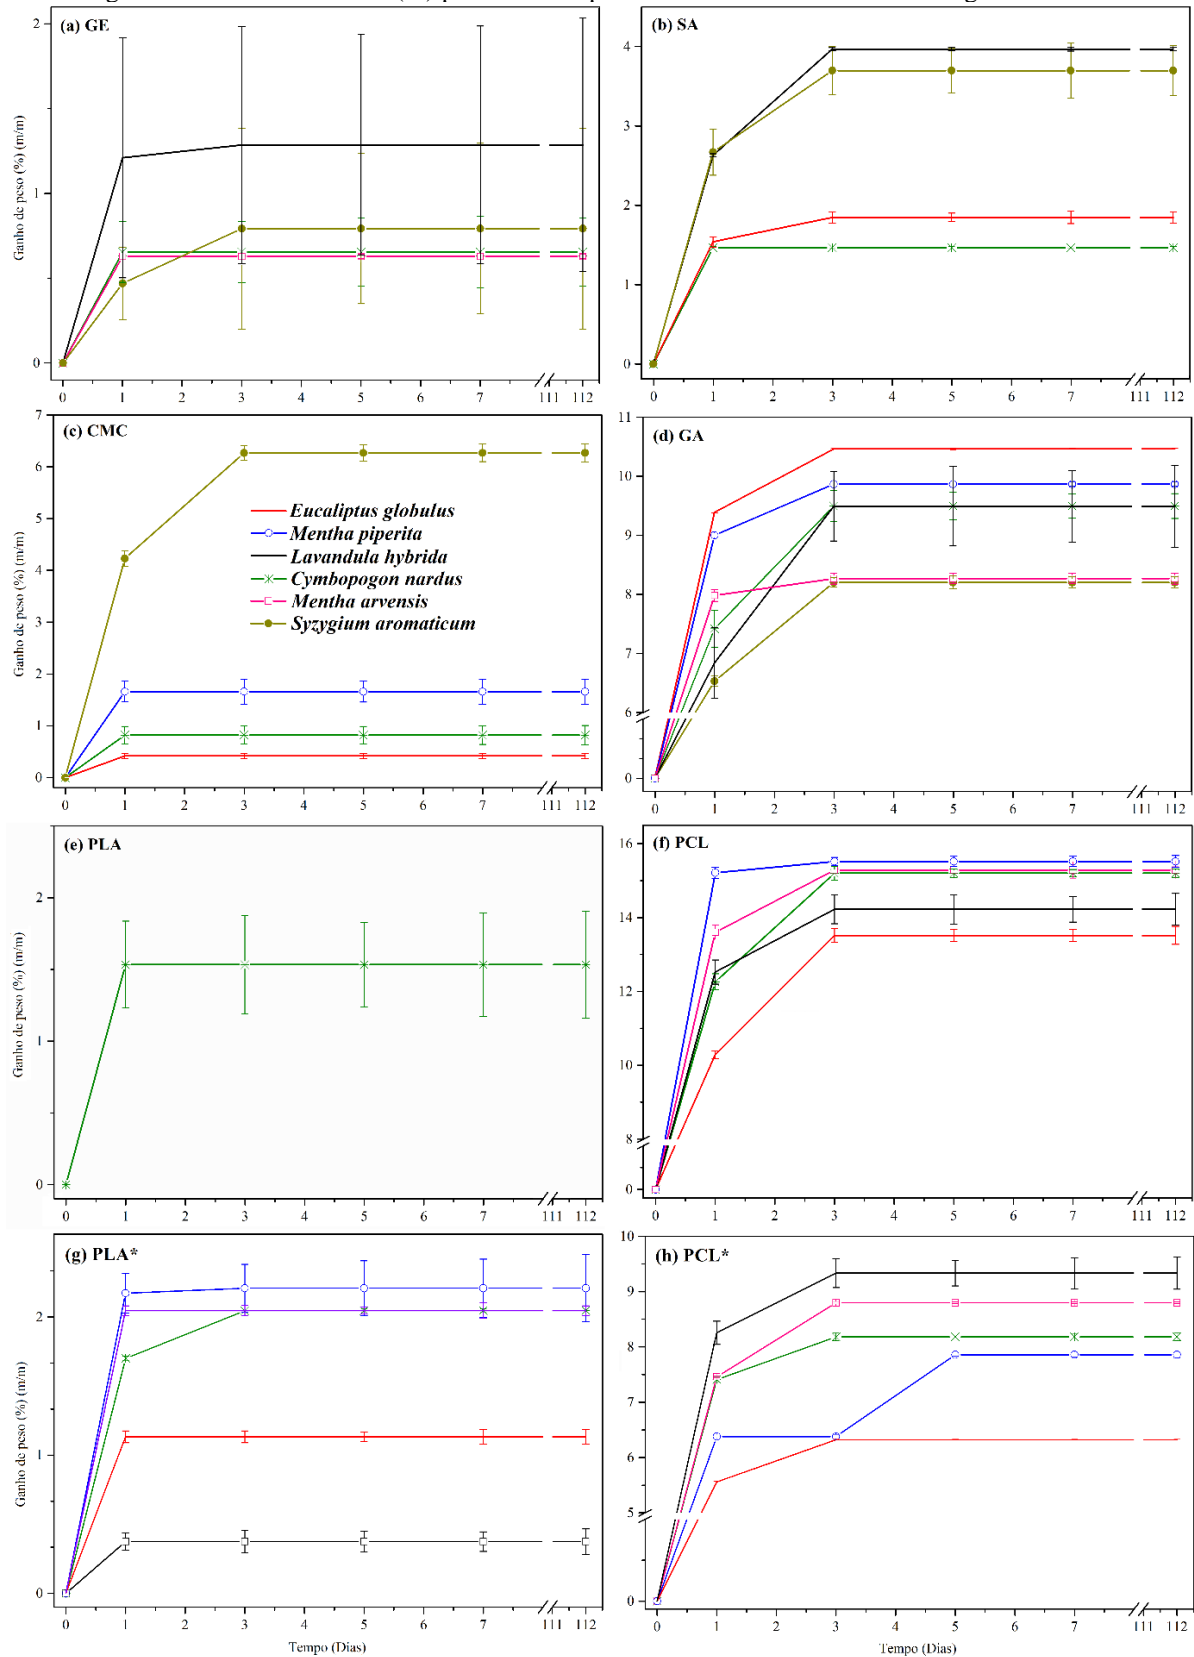 (a) GE
2
1
0
Ganho de peso (%) (m/m)
0 1 2 3 4 5 6 7 111 112
(b) SA
4
3
2
1
0
0 1 2 3 4 5 6 7 111 112
(c) CMC
7
6
5
4
3
2
1
0
Ganho de peso (%) (m/m)
Eucaliptus globulus
Mentha piperita
Lavandula hybrida
Cymbopogon nardus
Mentha arvensis
Syzygium aromaticum
0 1 2 3 4 5 6 7 111 112
(d) GA
11
10
9
8
7
6
0
0 1 2 3 4 5 6 7 111 112
(e) PLA
2
1
0
Ganho de peso (%) (m/m)
0 1 2 3 4 5 6 7 111 112
(f) PCL
16
14
12
10
8
0
0 1 2 3 4 5 6 7 111 112
(g) PLA*
2
1
0
Ganho de peso (%) (m/m)
0 1 2 3 4 5 6 7 111 112
Tempo (Dias)
(h) PCL*
10
9
8
7
6
5
0
0 1 2 3 4 5 6 7 111 112
Tempo (Dias)